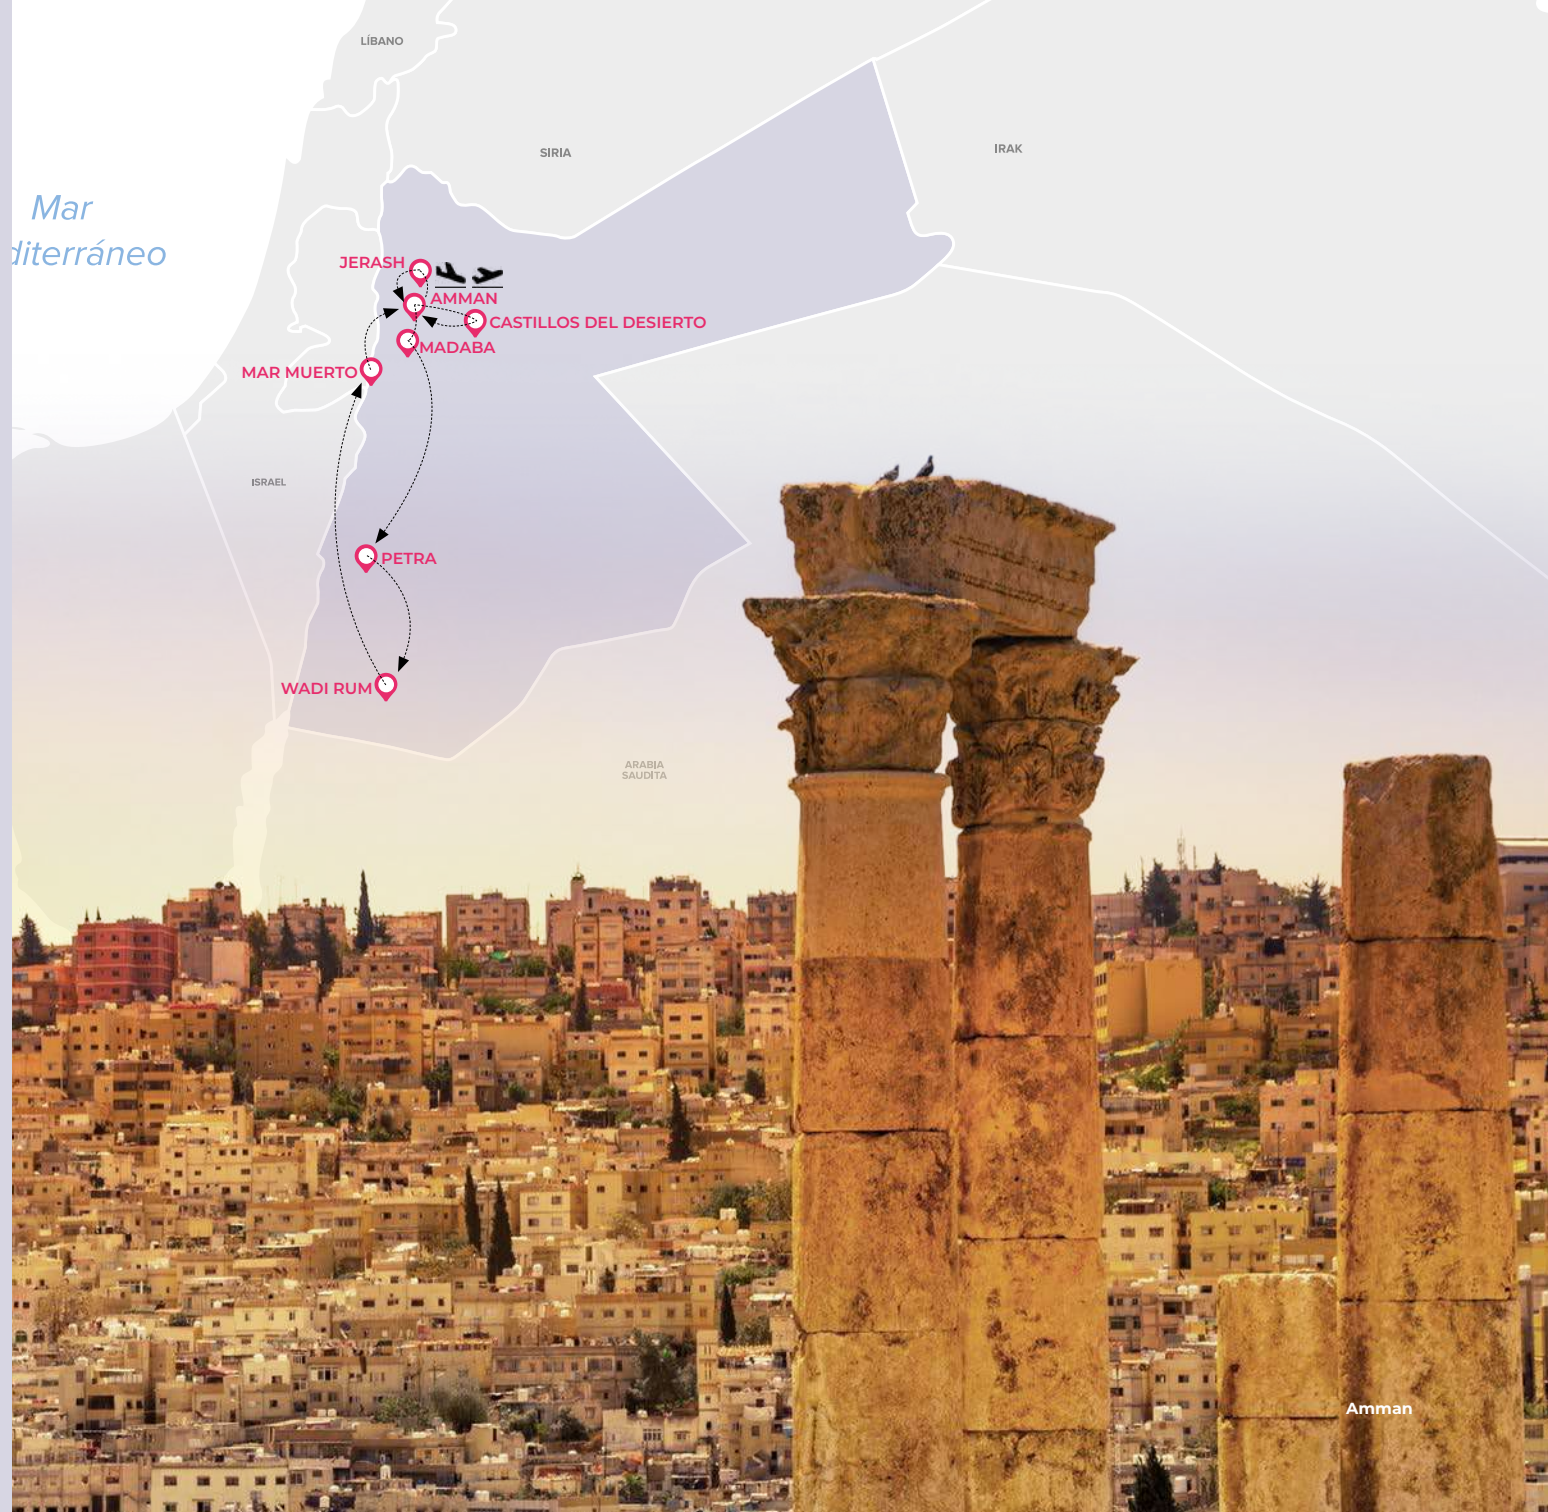 LÍBANO
SIRIA
IRAK
Mar
diterráneo
JERASH
AMMAN
CASTILLOS DEL DESIERTO
MADABA
MAR MUERTO
ISRAEL
PETRA
WADI RUM
ARABIA
SAUDITA
Amman